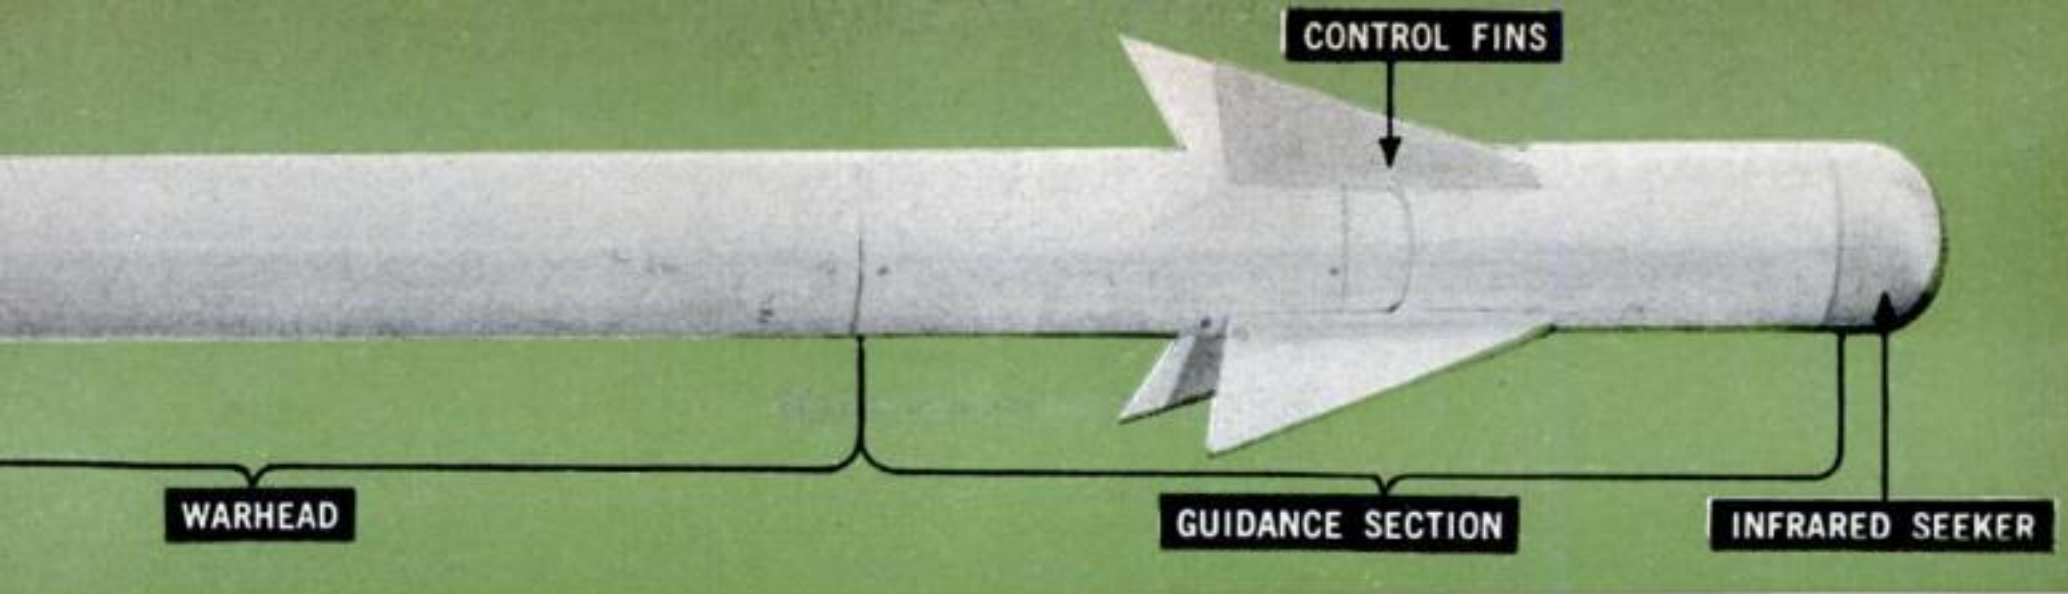 CONTROL FINS
WARHEAD
GUIDANCE SECTION
INFRARED SEEKER